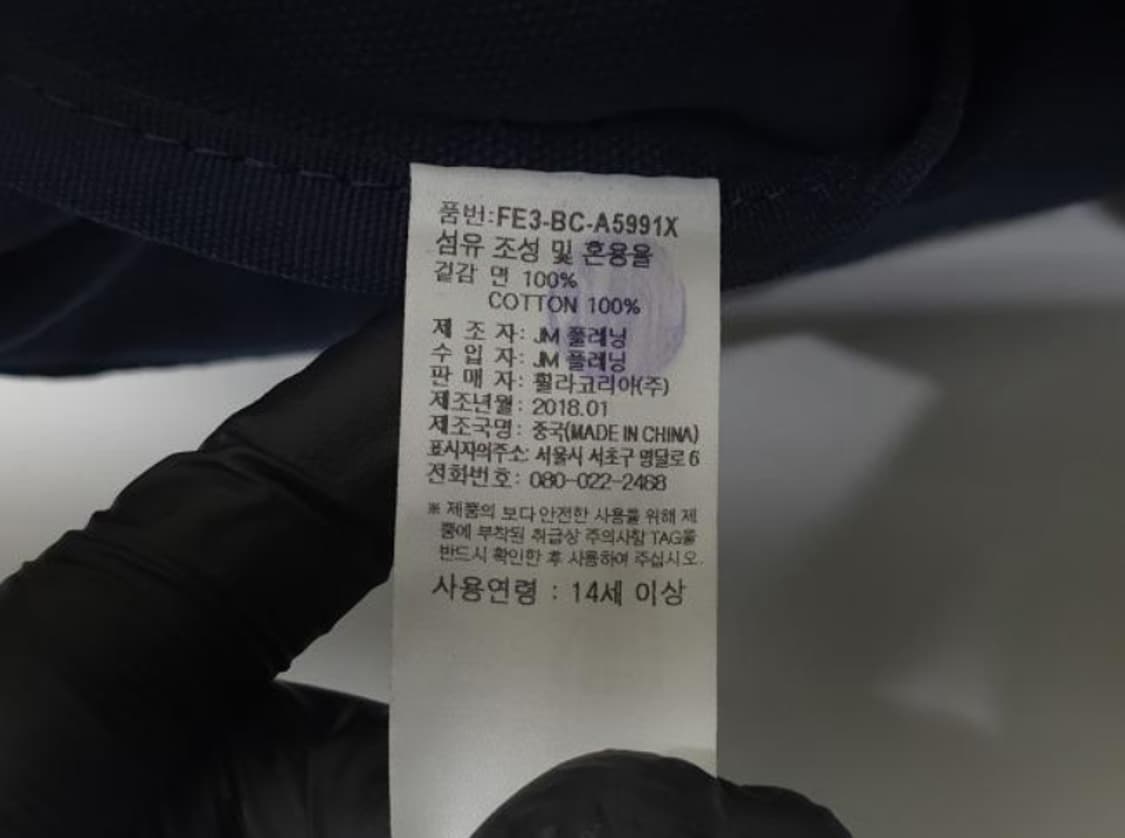 품번:FE3-BC-A5991X
섬유 조성 및 혼용율
겉감 면 100%
COTTON 100%
제 조 자: JM 플래닝
수 입 자: JM 플래닝
판 매 자: 휠라코리아(주)
제조년월: 2018.01
제조국명: 중국(MADE IN CHINA)
표시자의주소: 서울시 서초구 명달로 6
전화번호: 080-022-2468
※ 제품의 보다 안전한 사용을 위해 제
품에 부착된 취급상 주의사항 TAG를
반드시 확인한 후 사용하여 주십시오.
사용연령 : 14세 이상